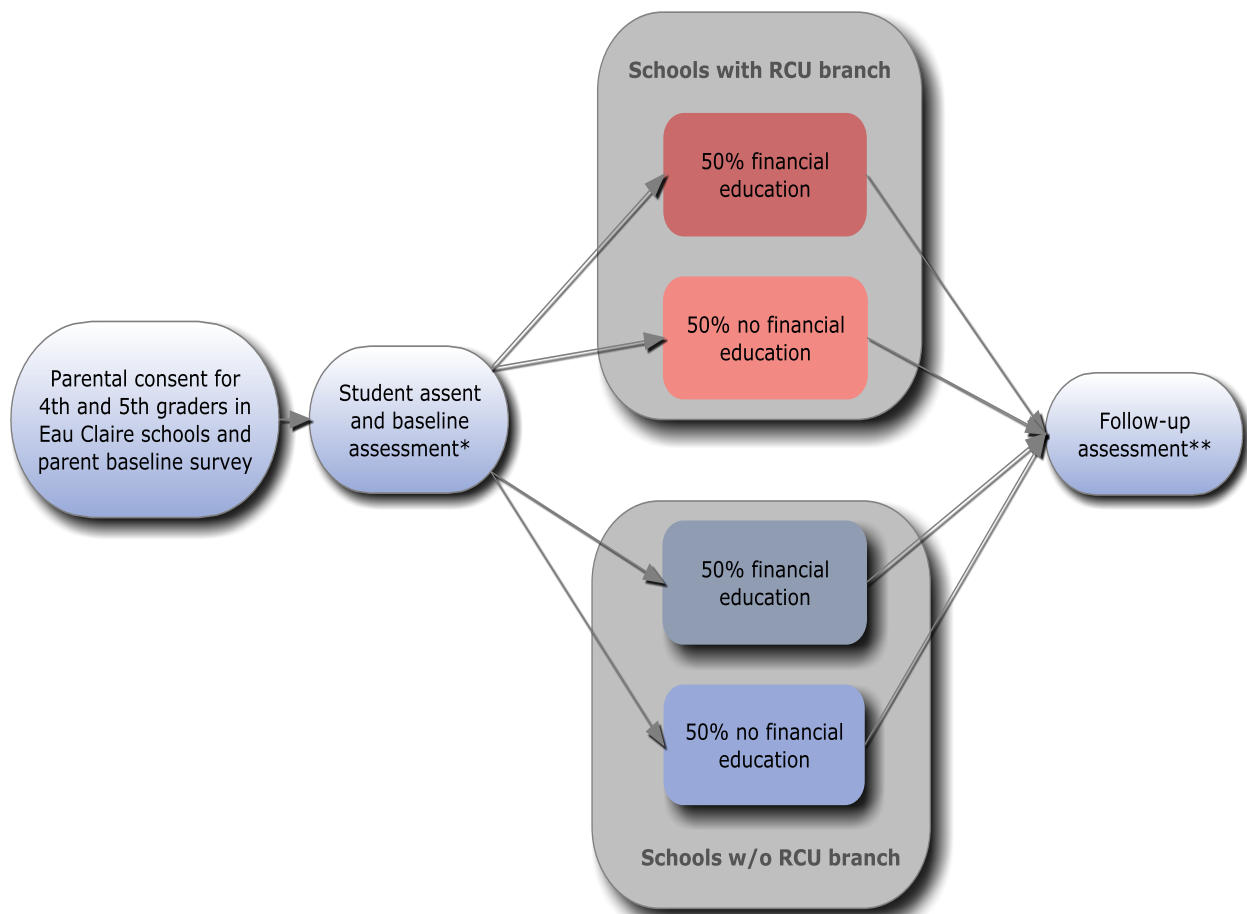 Schools with RCU branch
50% financial
education
50% no financial
education
Parental consent for
4th and 5th graders in
Eau Claire schools and
parent baseline survey
Student assent
and baseline
assessment*
Follow-up
assessment**
50% financial
education
50% no financial
education
Schools w/o RCU branch